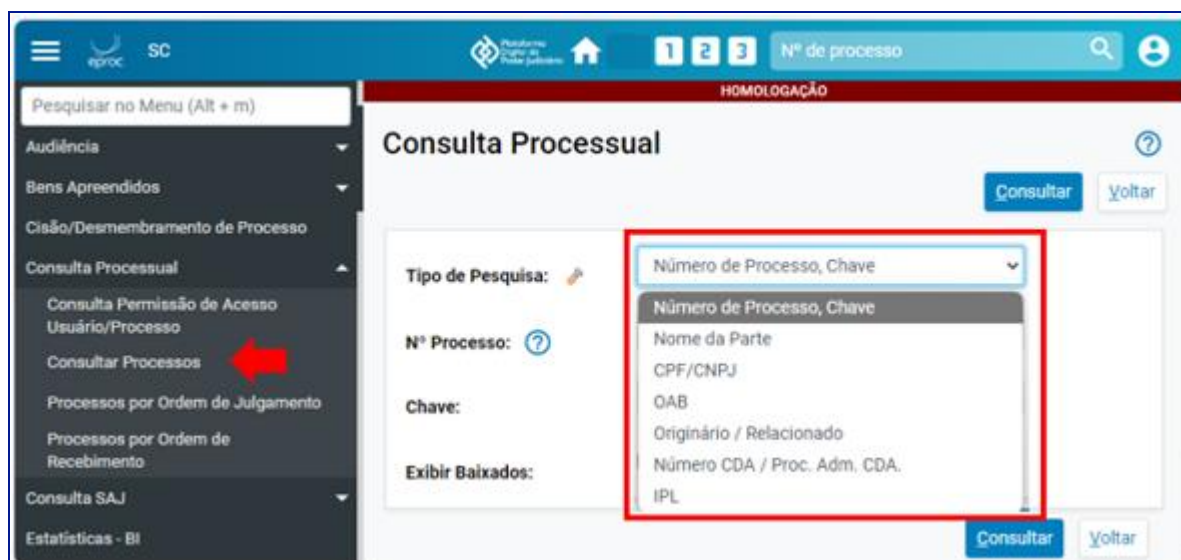 eproc
SC
1 2 3
Nº de processo
HOMOLOGAÇÃO
Pesquisar no Menu (Alt + m)
Audiência
Bens Apreendidos
Cisão/Desmembramento de Processo
Consulta Processual
Consulta Permissão de Acesso
Usuário/Processo
Consultar Processos
Processos por Ordem de Julgamento
Processos por Ordem de
Recebimento
Consulta SAJ
Estatísticas - BI
Consulta Processual
Consultar
Voltar
Tipo de Pesquisa:
Número de Processo, Chave
Número de Processo, Chave
Nome da Parte
CPF/CNPJ
OAB
Originário / Relacionado
Número CDA / Proc. Adm. CDA.
IPL
Nº Processo:
Chave:
Exibir Baixados:
Consultar
Voltar